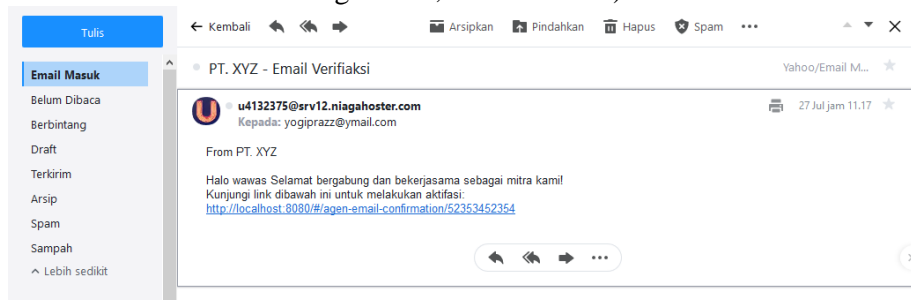 Tulis
Kembali
Arsipkan
Pindahkan
Hapus
Spam
Email Masuk
Belum Dibaca
Berbintang
Draft
Terkirim
Arsip
Spam
Sampah
Lebih sedikit
PT. XYZ - Email Verifiaksi
Yahoo/Email M...
u4132375@srv12.niagahoster.com
27 Jul jam 11.17
Kepada: yogiprazz@ymail.com
From PT. XYZ
Halo wawas Selamat bergabung dan bekerjasama sebagai mitra kami!
Kunjungi link dibawah ini untuk melakukan aktifasi:
http://localhost:8080/#/agen-email-confirmation/52353452354